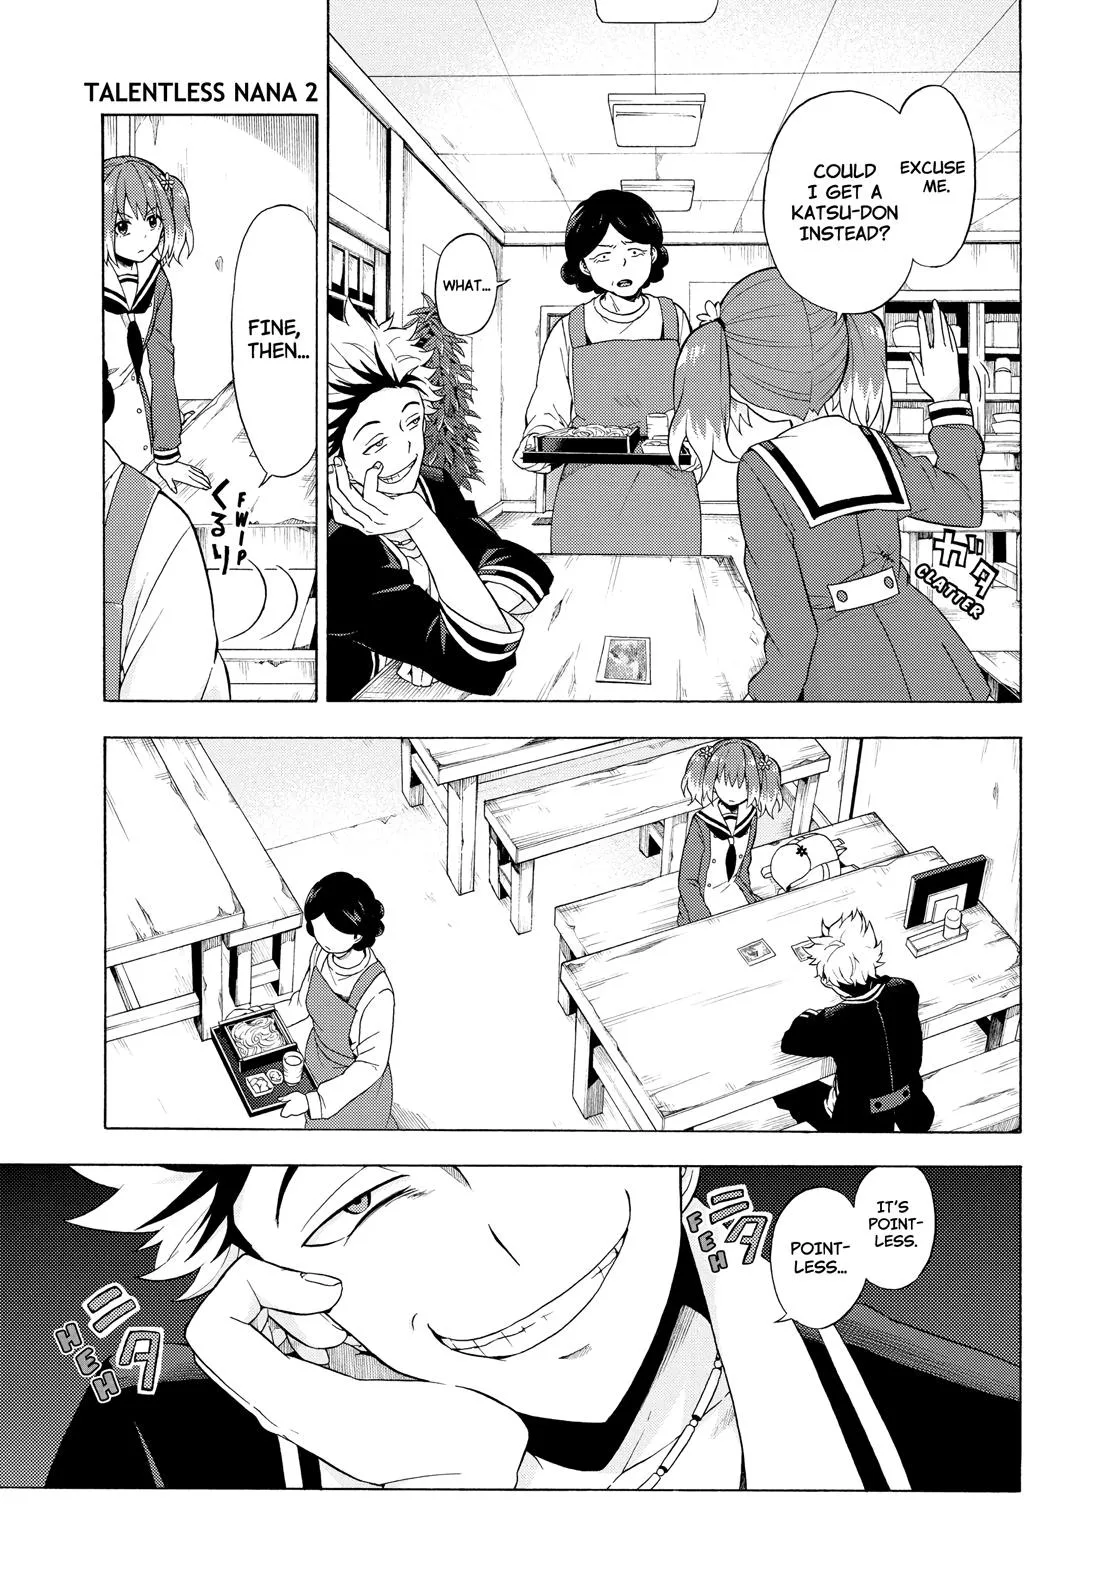 TALENTLESS NANA 2
EXCUSE
ME.
COULD
I GET A
KATSU-DON
INSTEAD?
WHAT...
ガタ
CLATTER
FINE,
THEN...
くるり
FWIP
IT'S
POINT-
LESS.
POINT-
LESS...
ニタ
FEH
ニタ
HEH